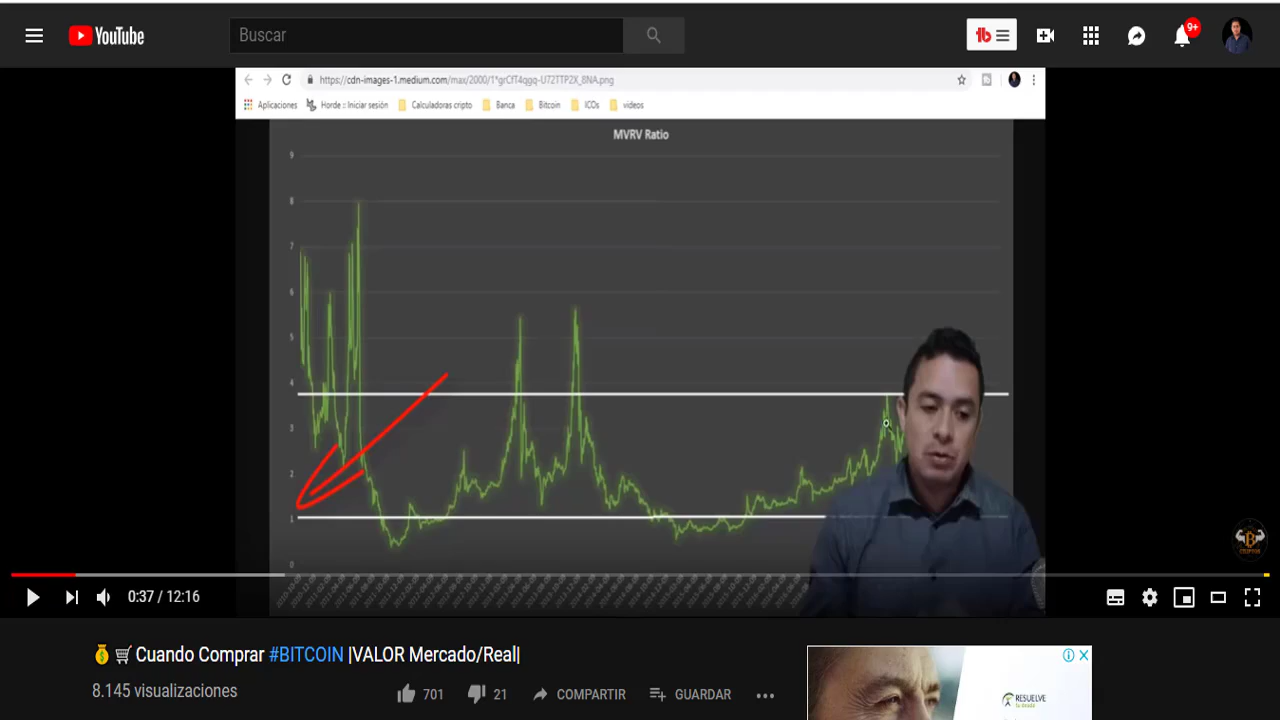 YouTube
Buscar
9+
https://cdn-images-1.medium.com/max/2000/1*grCfT4qgq-U72TTP2X_8NA.png
Aplicaciones Horde :: Iniciar sesión Calculadoras cripto Banca Bitcoin ICOs videos
MVRV Ratio
9
8
7
6
5
4
3
2
1
0
0:37 / 12:16
💰🛒Cuando Comprar #BITCOIN |VALOR Mercado/Real|
8.145 visualizaciones
701 21 COMPARTIR GUARDAR
RESUELVE
tu deuda